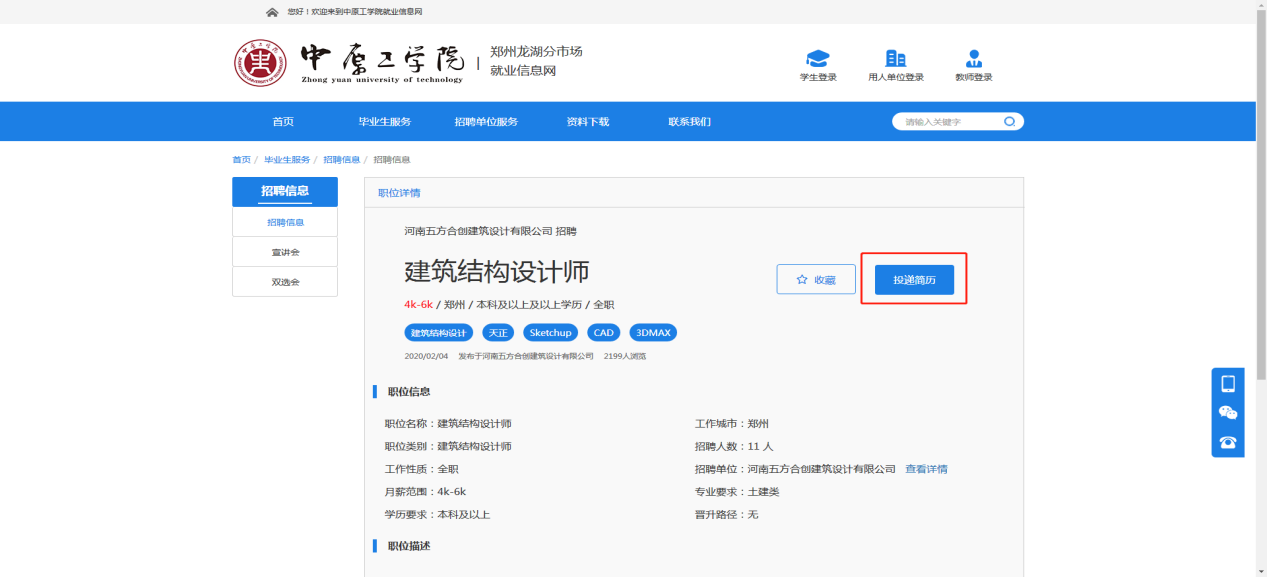 您好！欢迎来到中原工学院就业信息网
中原工学院
Zhong yuan university of technology
郑州龙湖分市场
就业信息网
学生登录
用人单位登录
教师登录
首页
毕业生服务
招聘单位服务
资料下载
联系我们
请输入关键字
首页 / 毕业生服务 / 招聘信息 / 招聘信息
招聘信息
招聘信息
宣讲会
双选会
职位详情
河南五方合创建筑设计有限公司 招聘
建筑结构设计师
收藏
投递简历
4k-6k / 郑州 / 本科及以上及以上学历 / 全职
建筑结构设计 天正 Sketchup CAD 3DMAX
2020/02/04 发布于河南五方合创建筑设计有限公司 2199人浏览
职位信息
职位名称：建筑结构设计师
工作城市：郑州
职位类别：建筑结构设计师
招聘人数：11 人
工作性质：全职
招聘单位：河南五方合创建筑设计有限公司 查看详情
月薪范围：4k-6k
专业要求：土建类
学历要求：本科及以上
晋升路径：无
职位描述